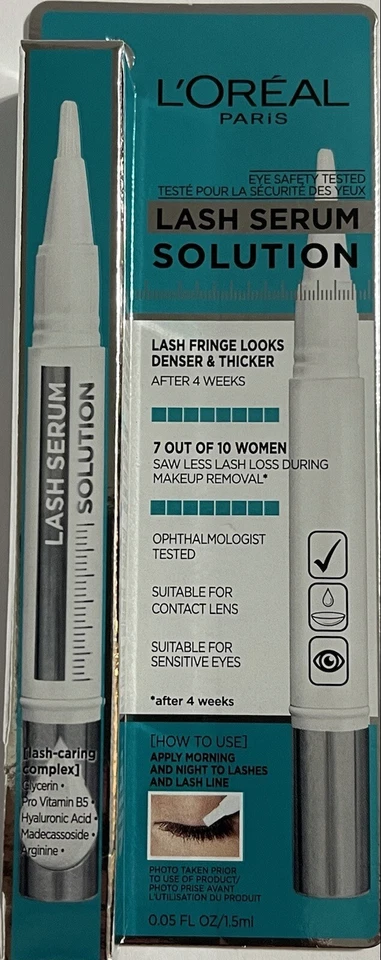 L'ORÉAL
PARIS
EYE SAFETY TESTED
TESTÉ POUR LA SÉCURITÉ DES YEUX
LASH SERUM
SOLUTION
LASH FRINGE LOOKS
DENSER & THICKER
AFTER 4 WEEKS
7 OUT OF 10 WOMEN
SAW LESS LASH LOSS DURING
MAKEUP REMOVAL*
OPHTHALMOLOGIST
TESTED
SUITABLE FOR
CONTACT LENS
SUITABLE FOR
SENSITIVE EYES
*after 4 weeks
[HOW TO USE]
APPLY MORNING
AND NIGHT TO LASHES
AND LASH LINE
PHOTO TAKEN PRIOR
TO USE OF PRODUCT/
PHOTO PRISE AVANT
L'UTILISATION DU PRODUIT
0.05 FL OZ/1.5ml
LASH SERUM
SOLUTION
[lash-caring
complex]
Glycerin •
Pro Vitamin B5 •
Hyaluronic Acid •
Madecassoside •
Arginine •